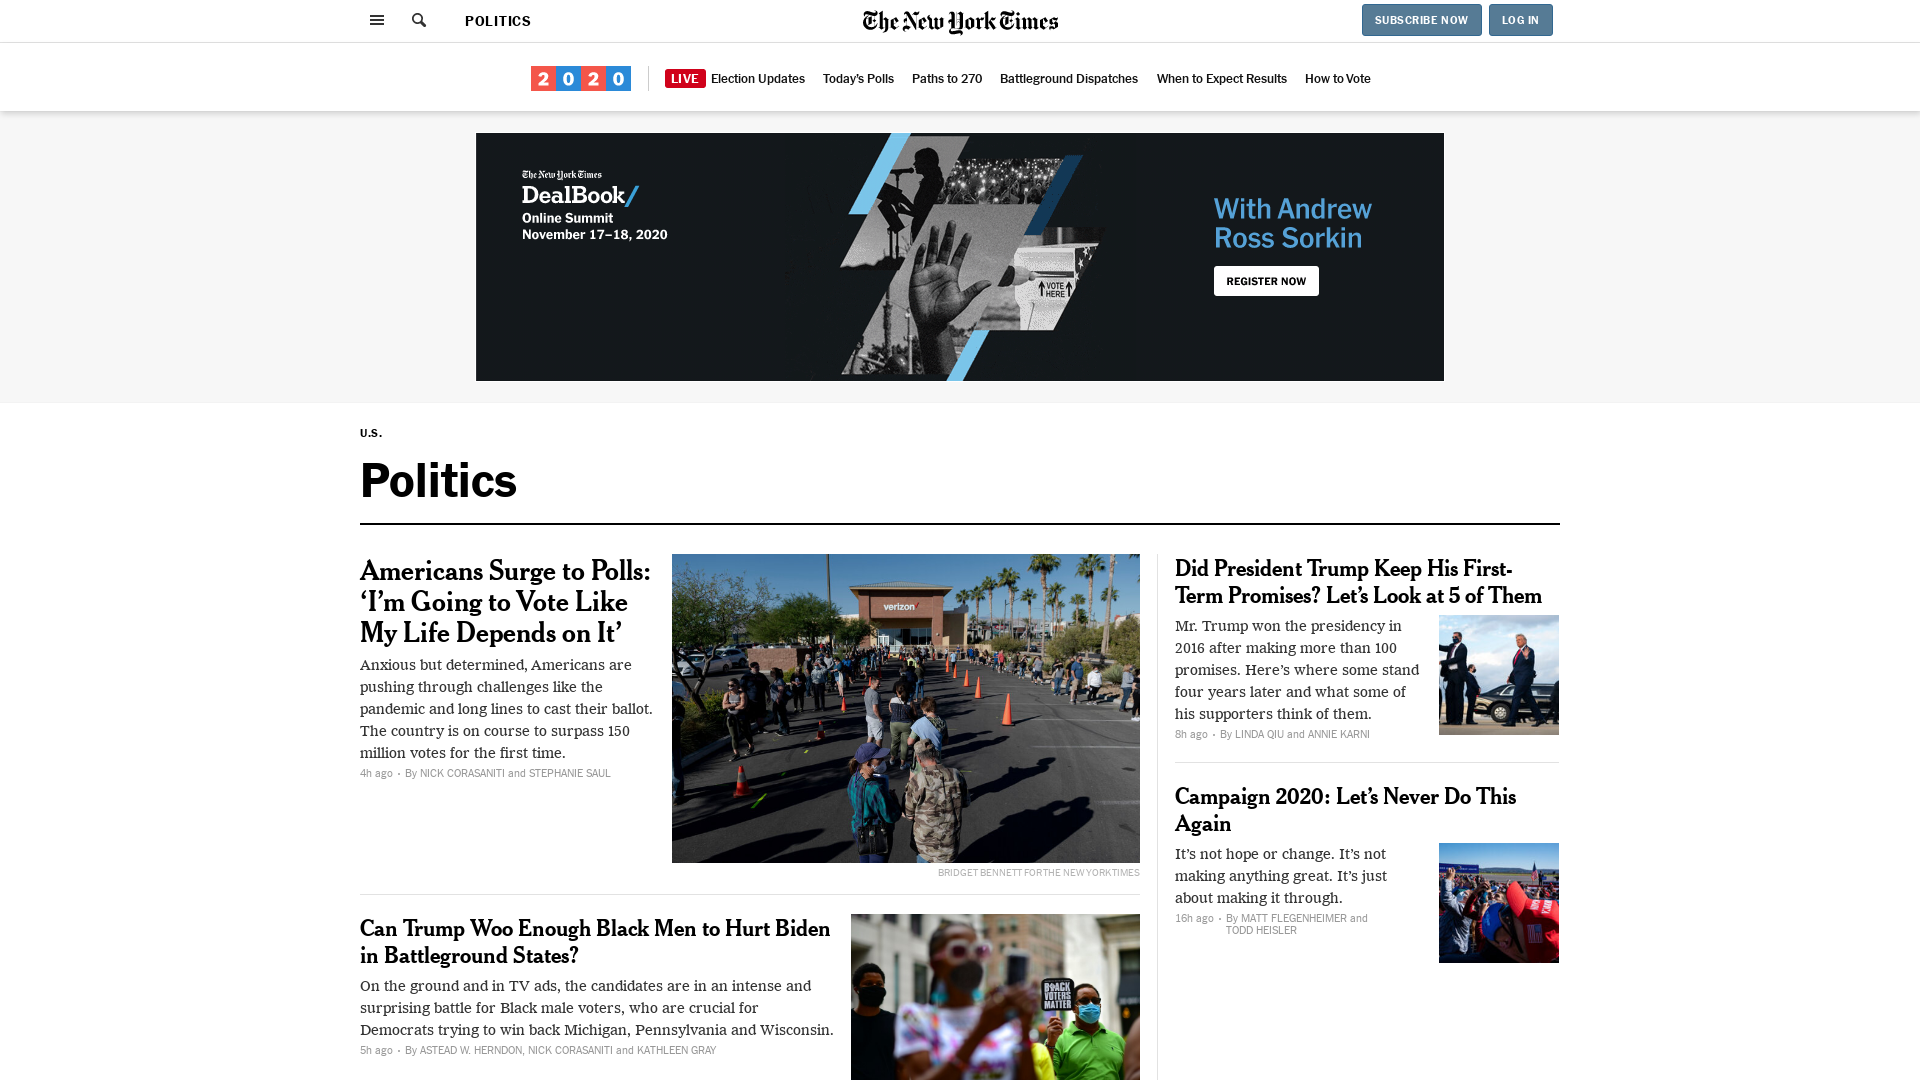 POLITICS
The New York Times
SUBSCRIBE NOW
LOG IN
2020
LIVE Election Updates
Today's Polls
Paths to 270
Battleground Dispatches
When to Expect Results
How to Vote
The New York Times
DealBook/
Online Summit
November 17–18, 2020
VOTE
HERE
With Andrew
Ross Sorkin
REGISTER NOW
U.S.
Politics
Americans Surge to Polls:
‘I’m Going to Vote Like
My Life Depends on It’
Anxious but determined, Americans are
pushing through challenges like the
pandemic and long lines to cast their ballot.
The country is on course to surpass 150
million votes for the first time.
4h ago • By NICK CORASANITI and STEPHANIE SAUL
verizon
BRIDGET BENNETT FOR THE NEW YORK TIMES
Can Trump Woo Enough Black Men to Hurt Biden
in Battleground States?
On the ground and in TV ads, the candidates are in an intense and
surprising battle for Black male voters, who are crucial for
Democrats trying to win back Michigan, Pennsylvania and Wisconsin.
5h ago • By ASTEAD W. HERNDON, NICK CORASANITI and KATHLEEN GRAY
BLACK
VOTERS
MATTER
Did President Trump Keep His First-
Term Promises? Let’s Look at 5 of Them
Mr. Trump won the presidency in
2016 after making more than 100
promises. Here’s where some stand
four years later and what some of
his supporters think of them.
8h ago • By LINDA QIU and ANNIE KARNI
Campaign 2020: Let’s Never Do This
Again
It’s not hope or change. It’s not
making anything great. It’s just
about making it through.
16h ago • By MATT FLEGENHEIMER and
TODD HEISLER